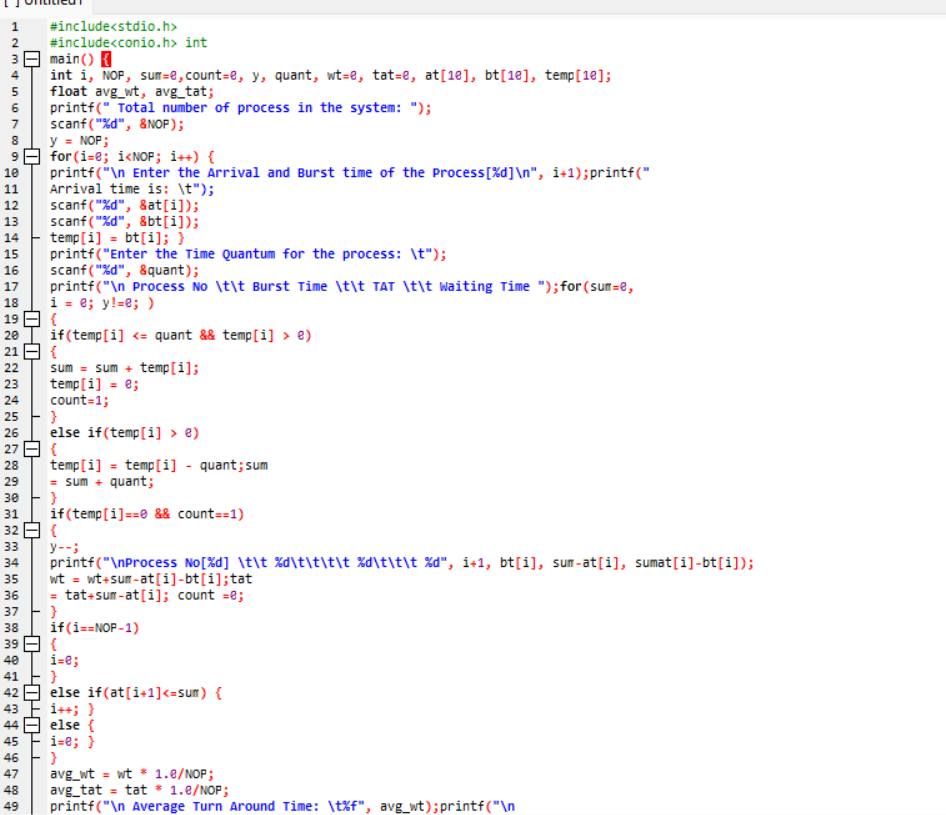 [ ] Untitled1
1 #include<stdio.h>
2 #include<conio.h> int
3 main() {
4 int i, NOP, sum=0,count=0, y, quant, wt=0, tat=0, at[10], bt[10], temp[10];
5 float avg_wt, avg_tat;
6 printf(" Total number of process in the system: ");
7 scanf("%d", &NOP);
8 y = NOP;
9 for(i=0; i<NOP; i++) {
10 printf("\n Enter the Arrival and Burst time of the Process[%d]\n", i+1);printf("
11 Arrival time is: \t");
12 scanf("%d", &at[i]);
13 scanf("%d", &bt[i]);
14 temp[i] = bt[i]; }
15 printf("Enter the Time Quantum for the process: \t");
16 scanf("%d", &quant);
17 printf("\n Process No \t\t Burst Time \t\t TAT \t\t Waiting Time ");for(sum=0,
18 i = 0; y!=0; )
19 {
20 if(temp[i] <= quant && temp[i] > 0)
21 {
22 sum = sum + temp[i];
23 temp[i] = 0;
24 count=1;
25 }
26 else if(temp[i] > 0)
27 {
28 temp[i] = temp[i] - quant;sum
29 = sum + quant;
30 }
31 if(temp[i]==0 && count==1)
32 {
33 y--;
34 printf("\nProcess No[%d] \t\t %d\t\t\t\t %d\t\t\t %d", i+1, bt[i], sum-at[i], sumat[i]-bt[i]);
35 wt = wt+sum-at[i]-bt[i];tat
36 = tat+sum-at[i]; count =0;
37 }
38 if(i==NOP-1)
39 {
40 i=0;
41 }
42 else if(at[i+1]<=sum) {
43 i++; }
44 else {
45 i=0; }
46 }
47 avg_wt = wt * 1.0/NOP;
48 avg_tat = tat * 1.0/NOP;
49 printf("\n Average Turn Around Time: \t%f", avg_wt);printf("\n